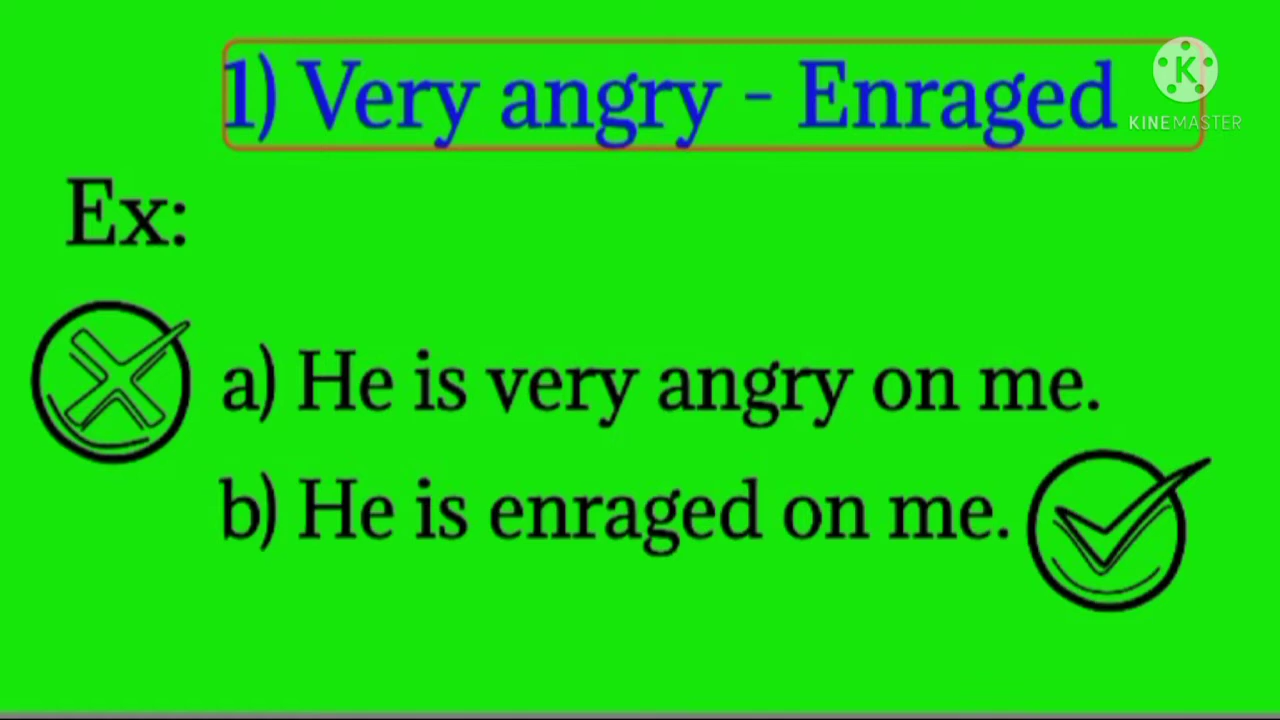 1) Very angry - Enraged
KINEMASTER
Ex:
a) He is very angry on me.
b) He is enraged on me.